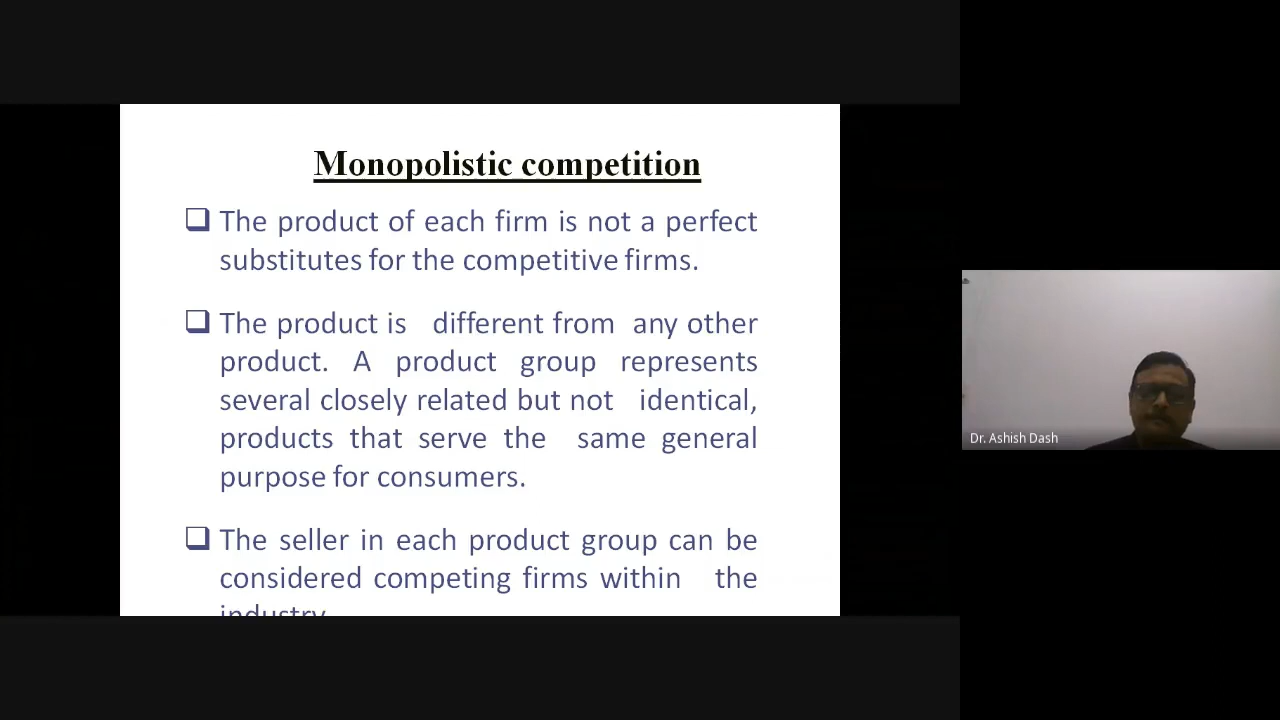 Monopolistic competition
❑ The product of each firm is not a perfect
substitutes for the competitive firms.
❑ The product is different from any other
product. A product group represents
several closely related but not identical,
products that serve the same general
purpose for consumers.
❑ The seller in each product group can be
considered competing firms within the
industry.
Dr. Ashish Dash